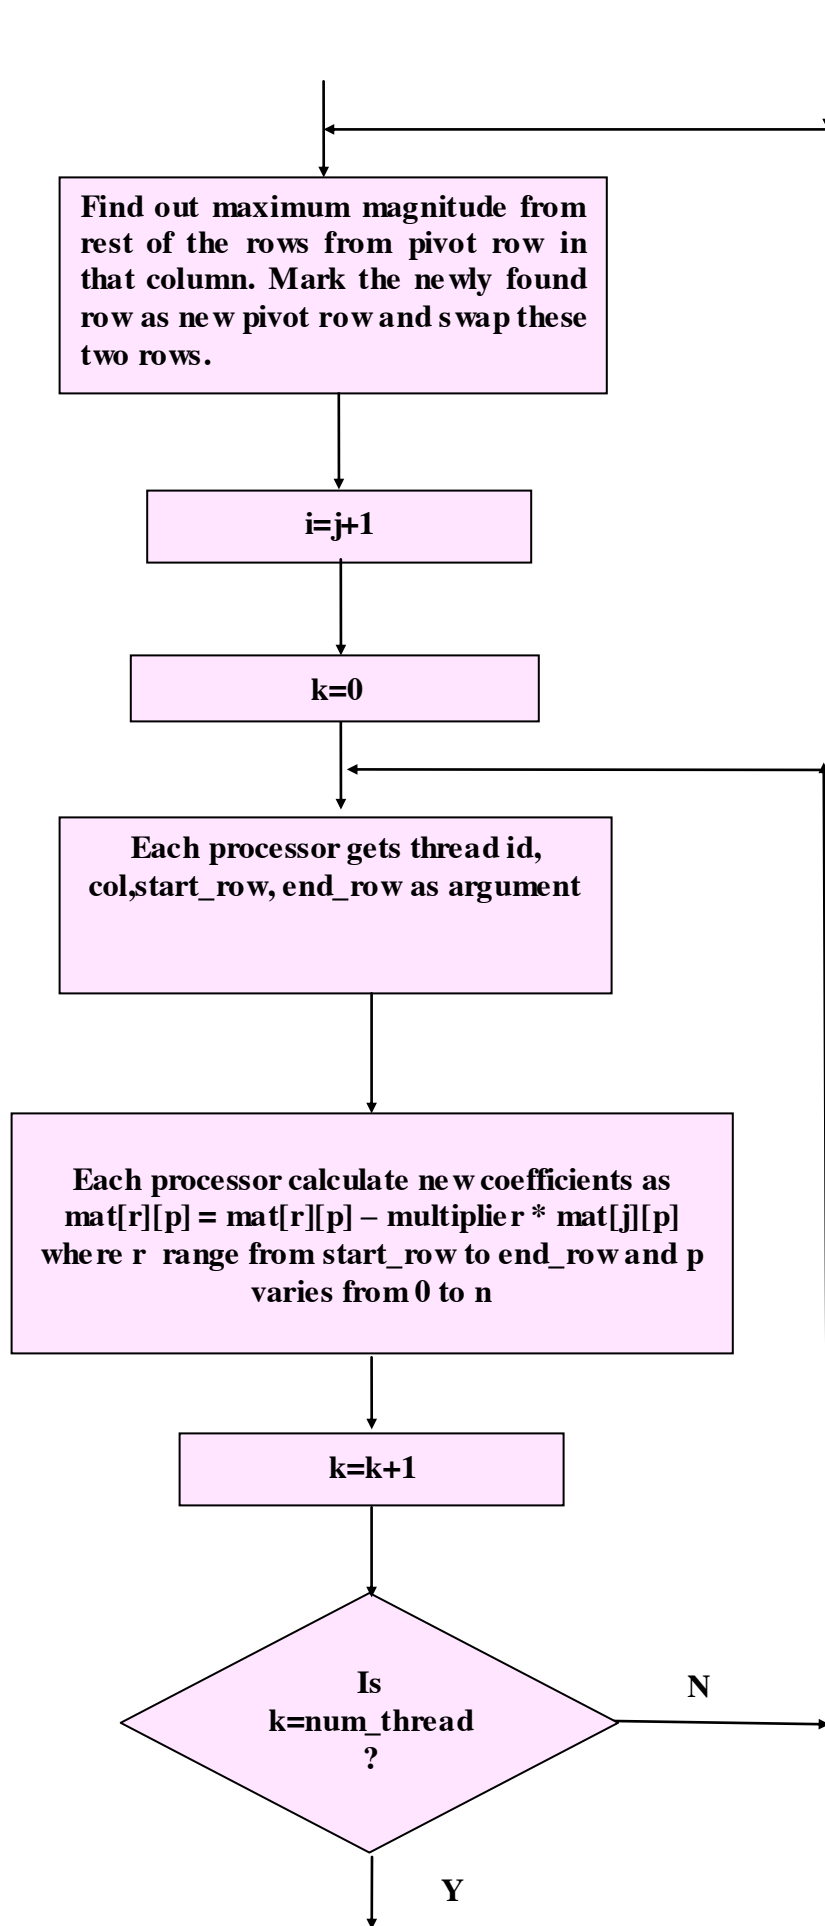 Find out maximum magnitude from
rest of the rows from pivot row in
that column. Mark the newly found
row as new pivot row and swap these
two rows.
i=j+1
k=0
Each processor gets thread id,
col,start_row, end_row as argument
Each processor calculate new coefficients as
mat[r][p] = mat[r][p] – multiplier * mat[j][p]
where r range from start_row to end_row and p
varies from 0 to n
k=k+1
Is
k=num_thread
?
N
Y